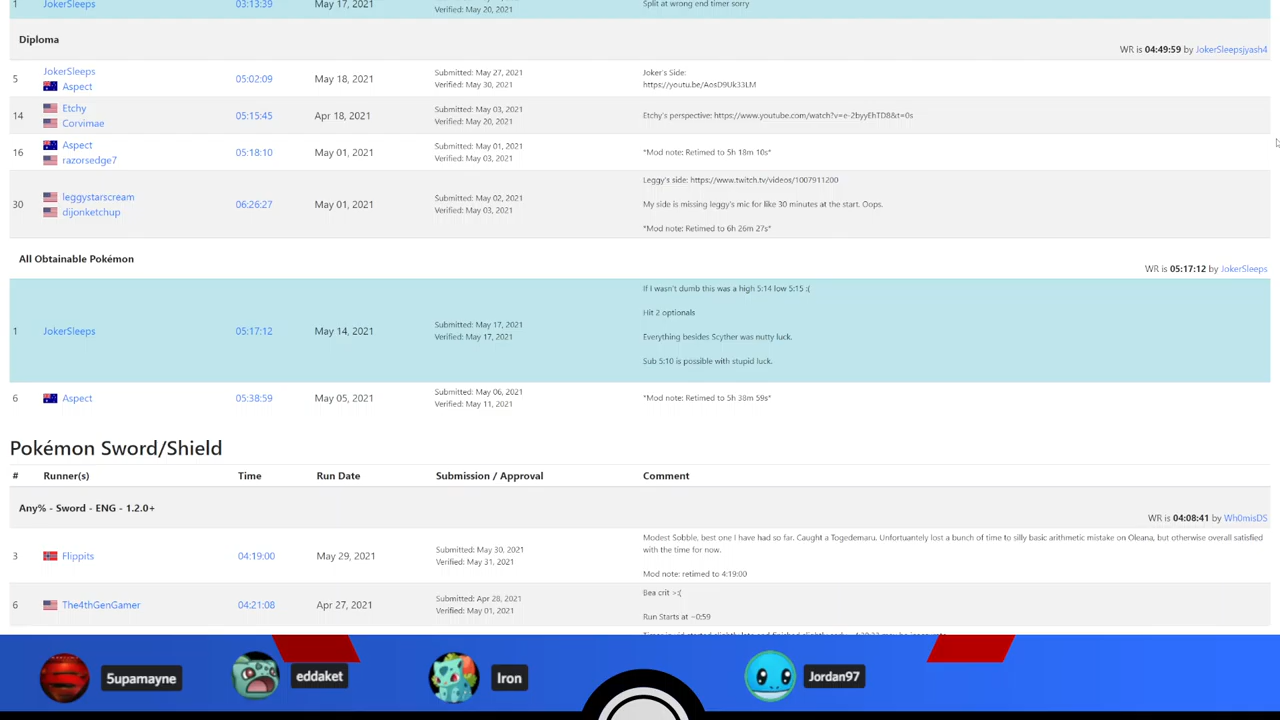 1 JokerSleeps 03:13:39 May 17, 2021 Verified: May 20, 2021 Split at wrong end timer sorry
Diploma
WR is 04:49:59 by JokerSleepsjyash4
5 JokerSleeps Aspect 05:02:09 May 18, 2021 Submitted: May 27, 2021 Verified: May 30, 2021 Joker's Side:
https://youtu.be/AosD9Uk33LM
14 Etchy Corvimae 05:15:45 Apr 18, 2021 Submitted: May 03, 2021 Verified: May 20, 2021 Etchy's perspective: https://www.youtube.com/watch?v=e-2byyEhTD8&t=0s
16 Aspect razorsedge7 05:18:10 May 01, 2021 Submitted: May 01, 2021 Verified: May 03, 2021 *Mod note: Retimed to 5h 18m 10s*
Leggy's side: https://www.twitch.tv/videos/1007911200
30 leggystarscream dijonketchup 06:26:27 May 01, 2021 Submitted: May 02, 2021 Verified: May 03, 2021 My side is missing leggy's mic for like 30 minutes at the start. Oops.
*Mod note: Retimed to 6h 26m 27s*
All Obtainable Pokémon
WR is 05:17:12 by JokerSleeps
If I wasn't dumb this was a high 5:14 low 5:15 :(
Hit 2 optionals
1 JokerSleeps 05:17:12 May 14, 2021 Submitted: May 17, 2021 Verified: May 17, 2021 Everything besides Scyther was nutty luck.
Sub 5:10 is possible with stupid luck.
6 Aspect 05:38:59 May 05, 2021 Submitted: May 06, 2021 Verified: May 11, 2021 *Mod note: Retimed to 5h 38m 59s*
Pokémon Sword/Shield
# Runner(s) Time Run Date Submission / Approval Comment
Any% - Sword - ENG - 1.2.0+
WR is 04:08:41 by Wh0misDS
3 Flippits 04:19:00 May 29, 2021 Submitted: May 30, 2021 Verified: May 31, 2021 Modest Sobble, best one I have had so far. Caught a Togedemaru. Unfortuantely lost a bunch of time to silly basic arithmetic mistake on Oleana, but otherwise overall satisfied
with the time for now.
Mod note: retimed to 4:19:00
6 The4thGenGamer 04:21:08 Apr 27, 2021 Submitted: Apr 28, 2021 Verified: May 01, 2021 Bea crit >:(
Run Starts at ~0:59
5upamayne eddaket Iron Jordan97